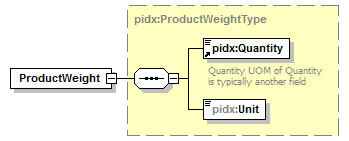 pidx:ProductWeightType
pidx:Quantity
Quantity UOM of Quantity
is typically another field
ProductWeight
pidx:Unit